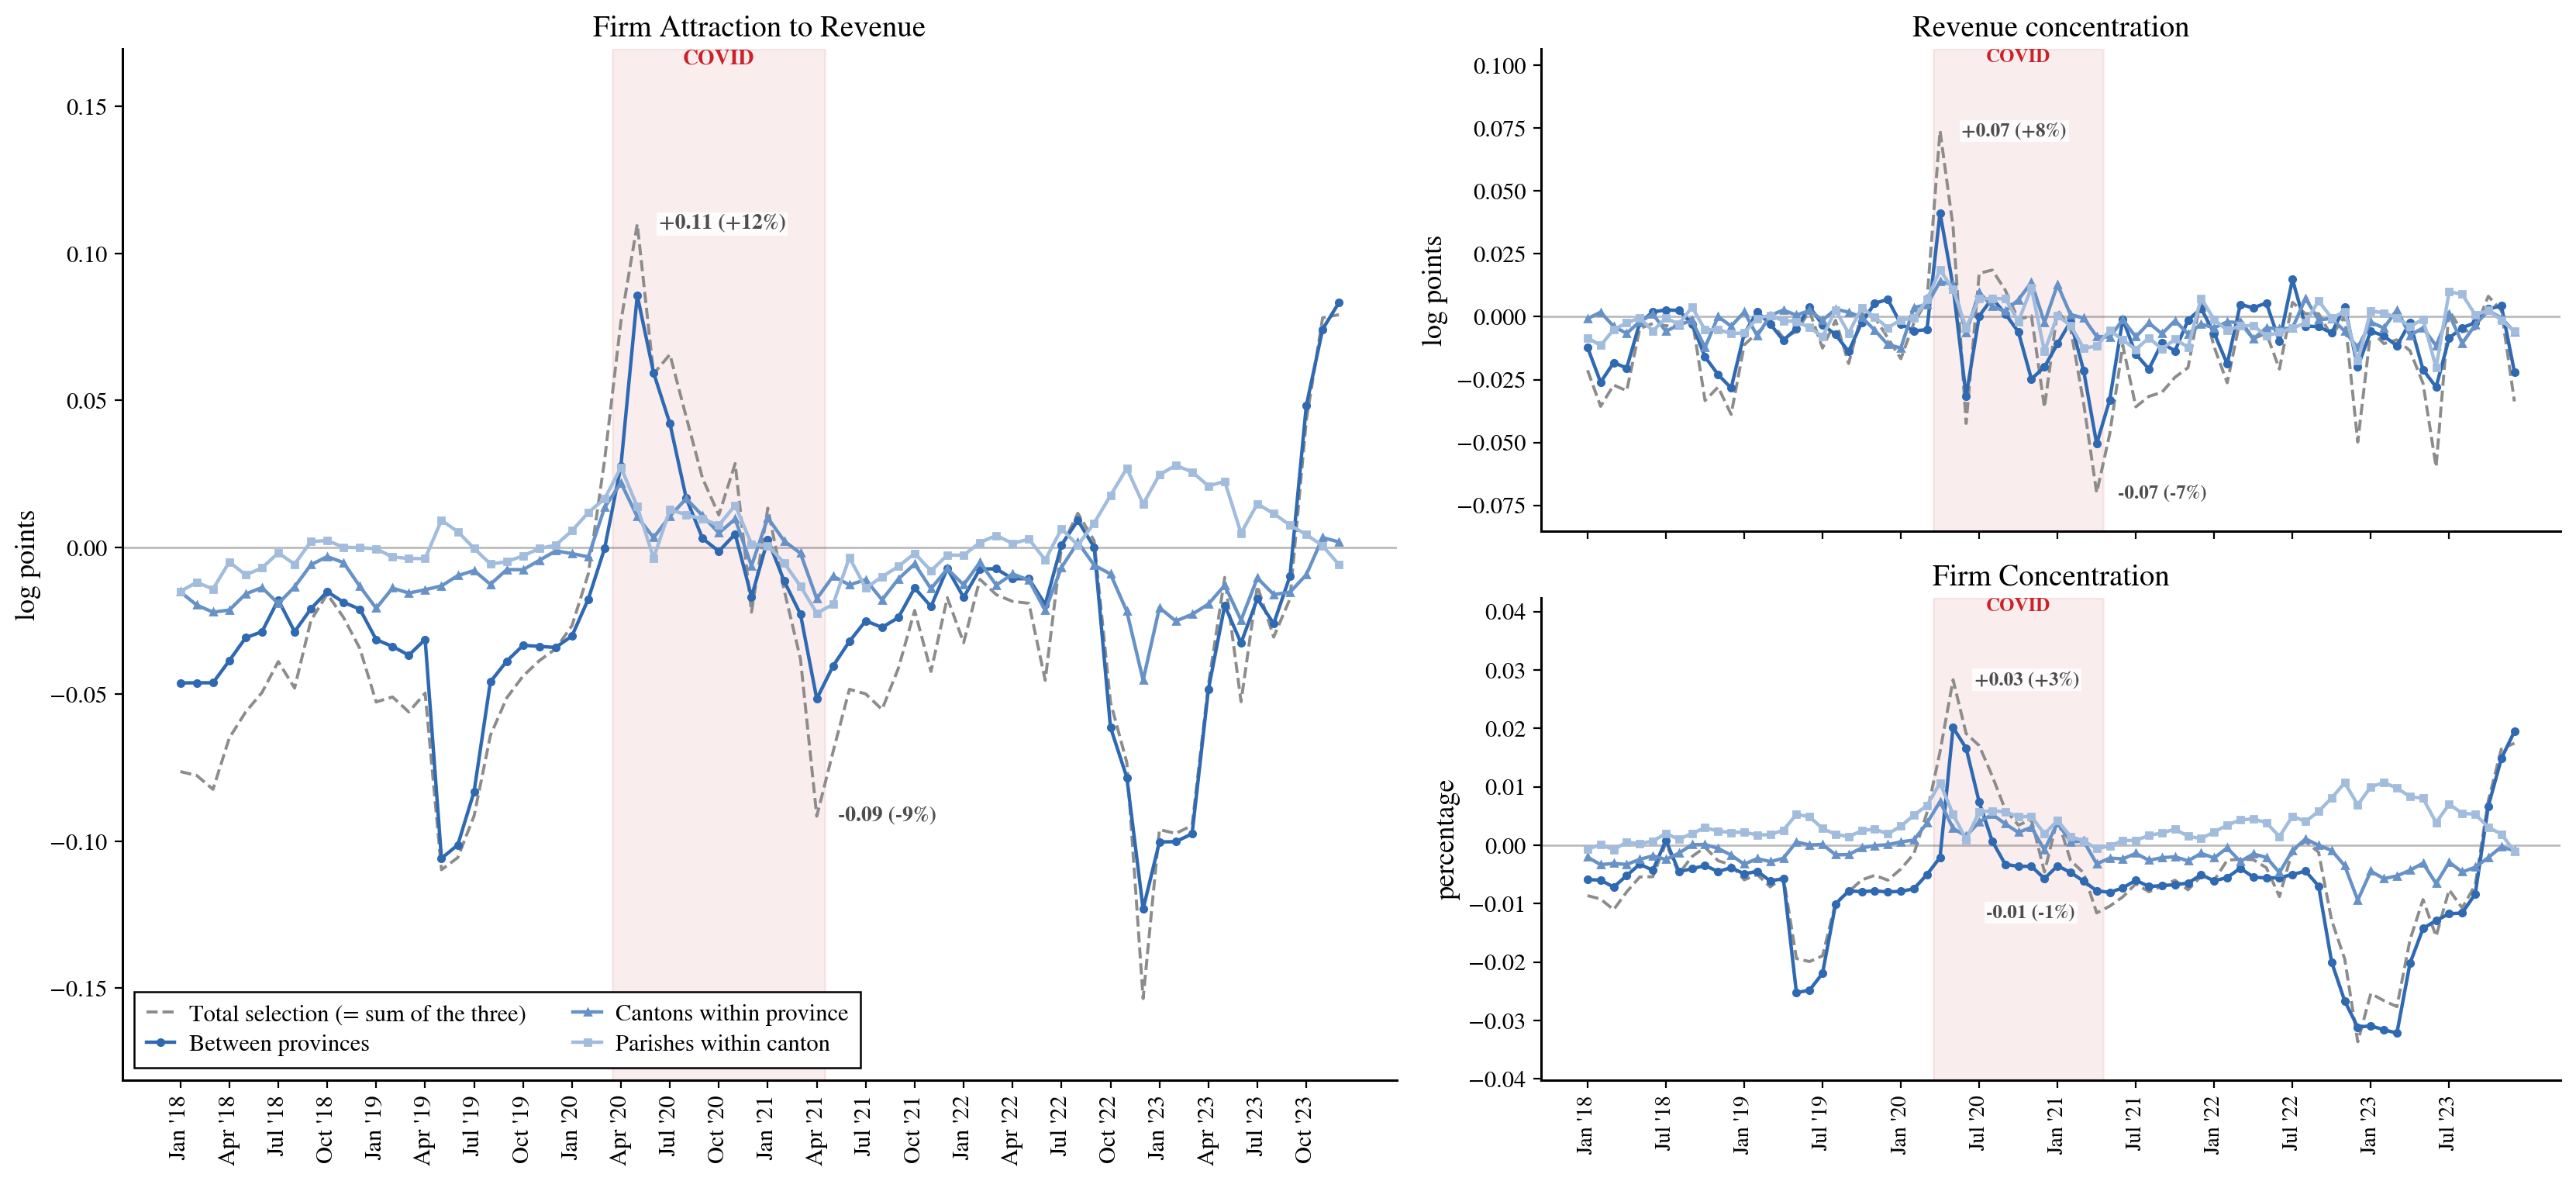 Firm Attraction to Revenue
COVID
0.15
0.10
0.05
0.00
−0.05
−0.10
−0.15
log points
+0.11 (+12%)
-0.09 (-9%)
Total selection (= sum of the three)
Between provinces
Cantons within province
Parishes within canton
Jan '18
Apr '18
Jul '18
Oct '18
Jan '19
Apr '19
Jul '19
Oct '19
Jan '20
Apr '20
Jul '20
Oct '20
Jan '21
Apr '21
Jul '21
Oct '21
Jan '22
Apr '22
Jul '22
Oct '22
Jan '23
Apr '23
Jul '23
Oct '23
Revenue concentration
COVID
0.100
0.075
0.050
0.025
0.000
−0.025
−0.050
−0.075
log points
+0.07 (+8%)
-0.07 (-7%)
Firm Concentration
COVID
0.04
0.03
0.02
0.01
0.00
−0.01
−0.02
−0.03
−0.04
percentage
+0.03 (+3%)
-0.01 (-1%)
Jan '18
Jul '18
Jan '19
Jul '19
Jan '20
Jul '20
Jan '21
Jul '21
Jan '22
Jul '22
Jan '23
Jul '23